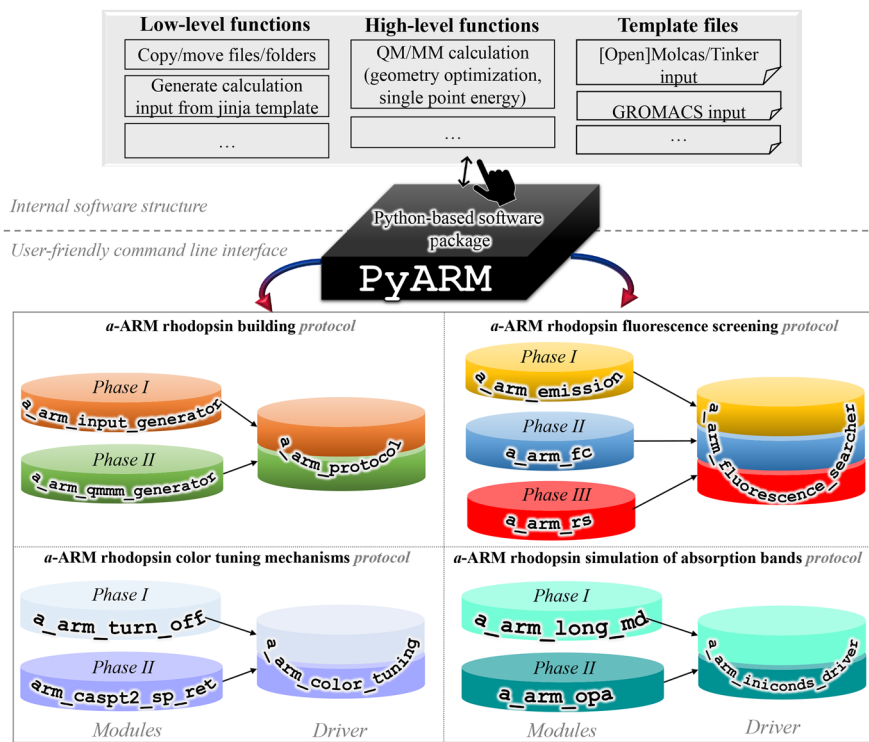 Low-level functions
Copy/move files/folders
Generate calculation
input from jinja template
...
High-level functions
QM/MM calculation
(geometry optimization,
single point energy)
...
Template files
[Open]Molcas/Tinker
input
GROMACS input
...
Internal software structure
User-friendly command line interface
Python-based software
package
PyARM
a-ARM rhodopsin building protocol
Phase I
a_arm_input_generator
Phase II
a_arm_qmmm_generator
a_arm_protocol
a-ARM rhodopsin fluorescence screening protocol
Phase I
a_arm_emission
Phase II
a_arm_fc
Phase III
a_arm_rs
a_arm_fluorescence_searcher
a-ARM rhodopsin color tuning mechanisms protocol
Phase I
a_arm_turn_off
Phase II
arm_caspt2_sp_ret
a_arm_color_tuning
Modules
Driver
a-ARM rhodopsin simulation of absorption bands protocol
Phase I
a_arm_long_md
Phase II
a_arm_opa
a_arm_iniconds_driver
Modules
Driver